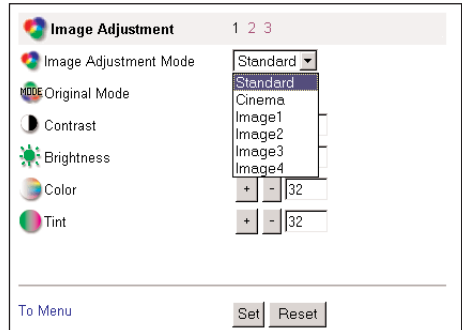 Image Adjustment 1 2 3
Image Adjustment Mode Standard
Standard
MODE Original Mode
Cinema
Image1
Contrast
Image2
Brightness
Image3
Image4
Color + - 32
Tint + - 32
To Menu Set Reset